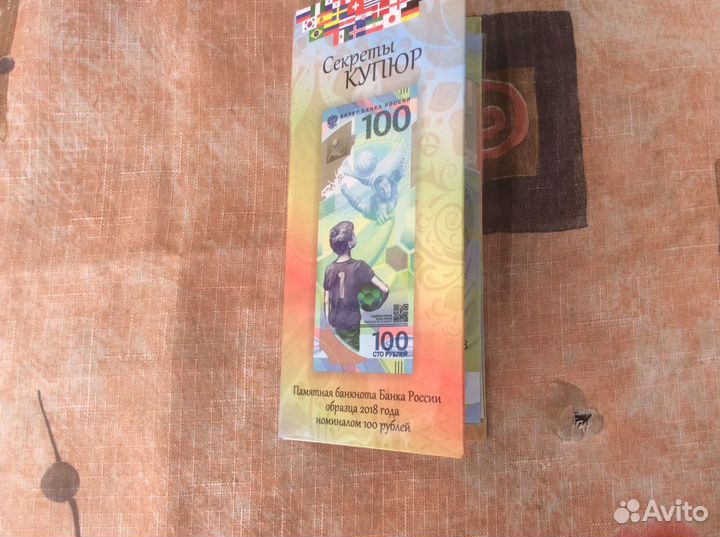 Секреты
КУПЮР
БИЛЕТ БАНКА РОССИИ
100
1
100
СТО РУБЛЕЙ
Памятная банкнота Банка России
образца 2018 года
номиналом 100 рублей
Avito